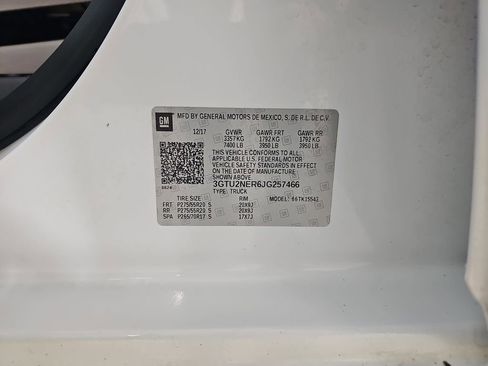 GM
MFD BY GENERAL MOTORS DE MEXICO, S. DE R.L. DE C.V.
12/17 GVWR GAWR FRT GAWR RR
3357 KG 1792 KG 1792 KG
7400 LB 3950 LB 3950 LB
THIS VEHICLE CONFORMS TO ALL
APPLICABLE U.S. FEDERAL MOTOR
VEHICLE SAFETY STANDARDS IN
EFFECT ON THE DATE OF MANUFACTURE
SHOWN ABOVE.
3GTU2NER6JG257466
TYPE: TRUCK
TIRE SIZE RIM MODEL:
FRT P275/55R20 S 20X9J
RR P275/55R20 S 20X9J
SPA P265/70R17 S 17X7J